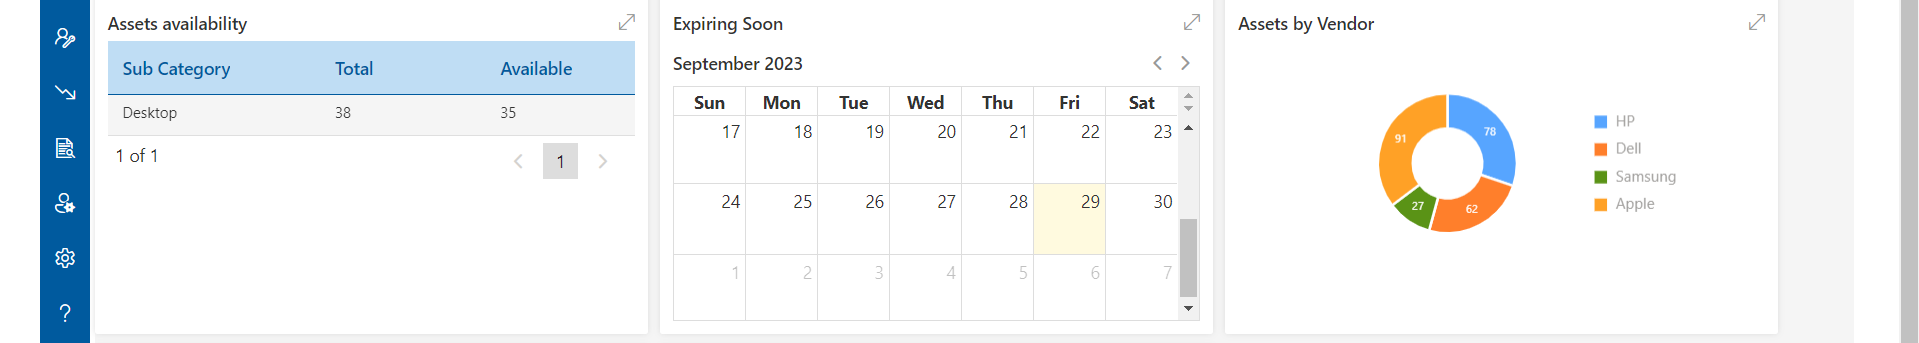 Assets availability
Sub Category Total Available
Desktop 38 35
1 of 1 1
Expiring Soon
September 2023
Sun Mon Tue Wed Thu Fri Sat
17 18 19 20 21 22 23
24 25 26 27 28 29 30
1 2 3 4 5 6 7
Assets by Vendor
78
91
27
62
HP
Dell
Samsung
Apple
?